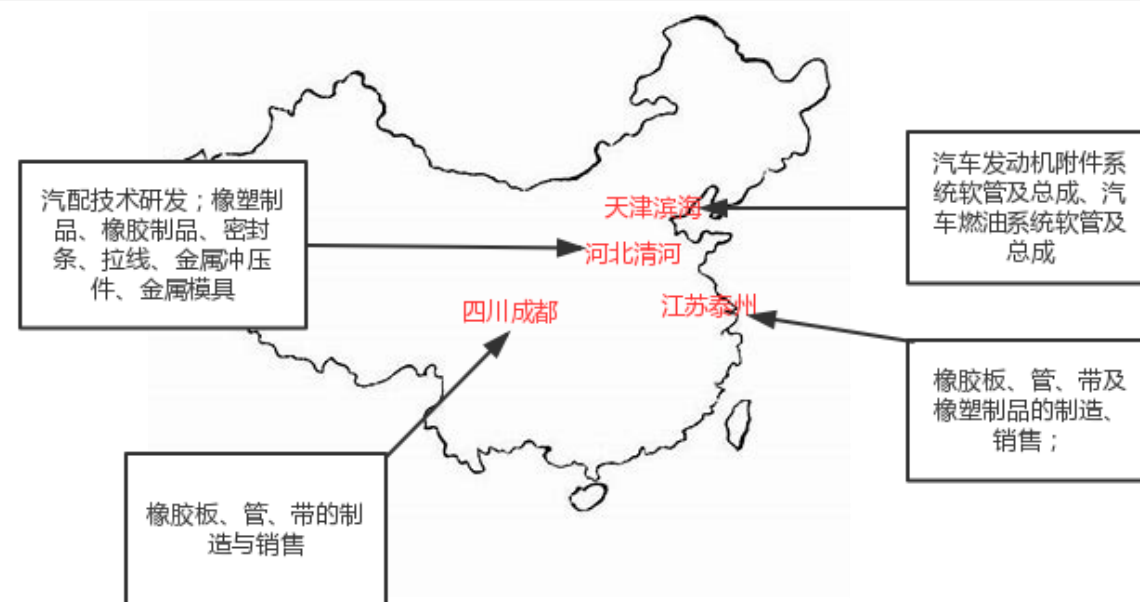 汽车发动机附件系
统软管及总成、汽
车燃油系统软管及
总成
汽配技术研发；橡塑制
品、橡胶制品、密封
条、拉线、金属冲压
件、金属模具
天津滨海
河北清河
四川成都
江苏泰州
橡胶板、管、带及
橡塑制品的制造、
销售；
橡胶板、管、带的制
造与销售